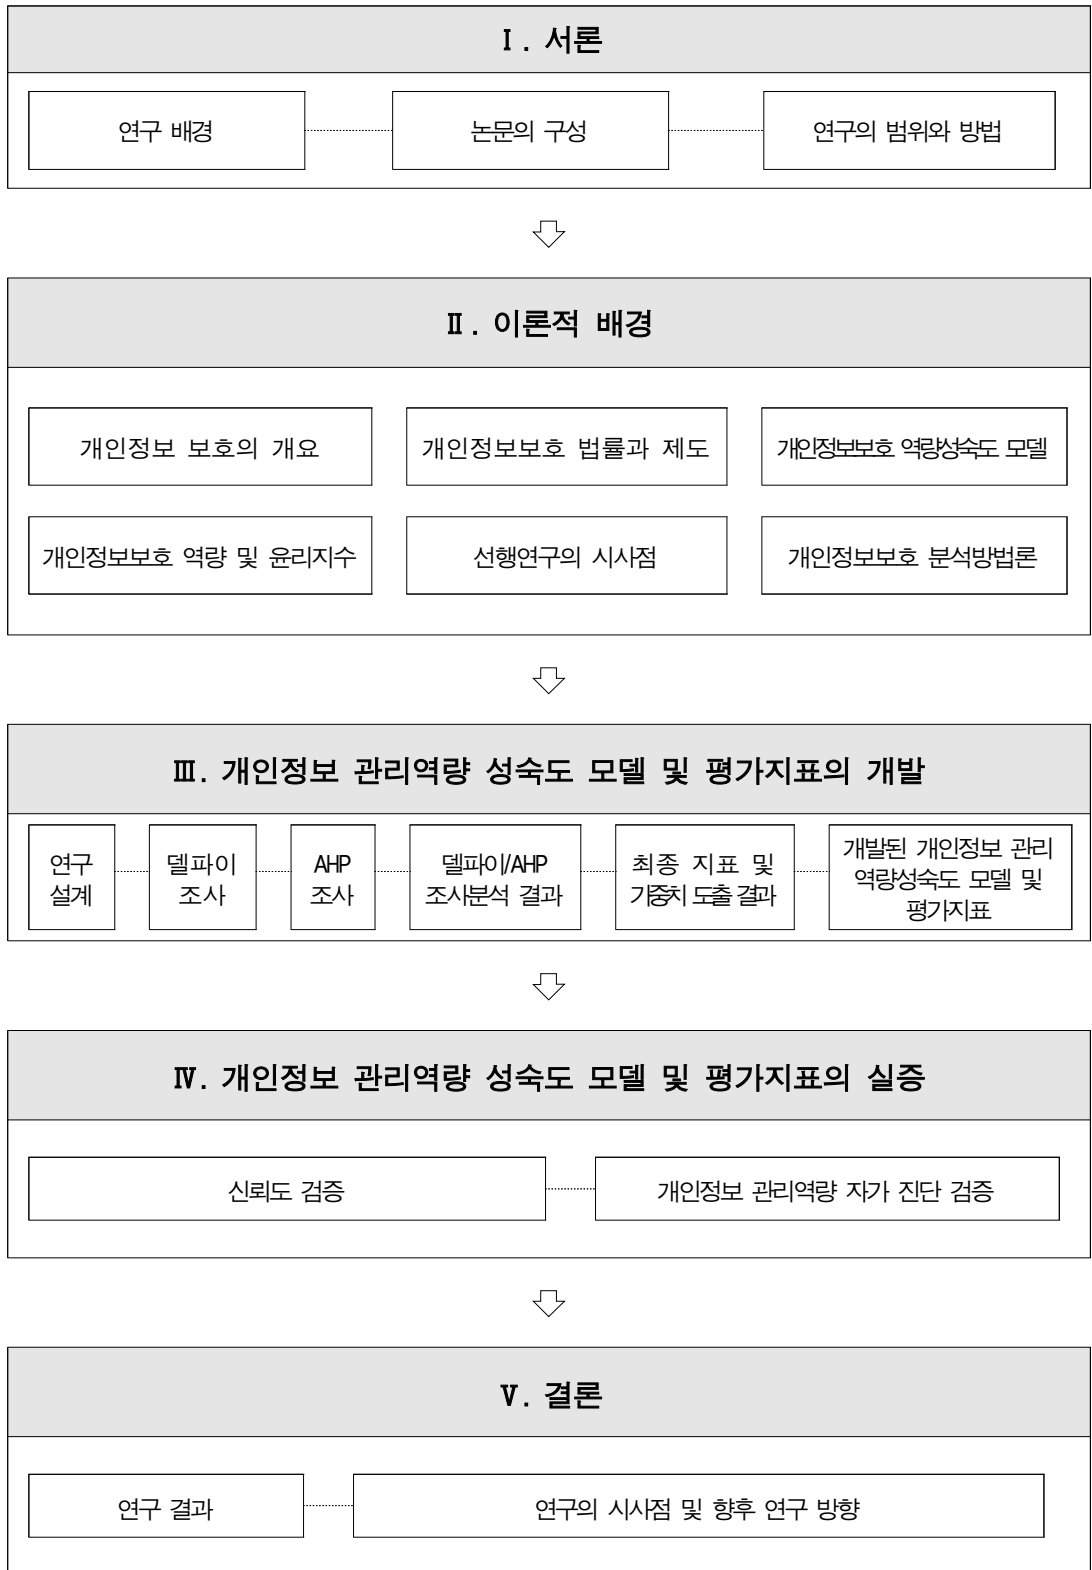 Ⅰ. 서론
연구 배경
논문의 구성
연구의 범위와 방법
Ⅱ. 이론적 배경
개인정보 보호의 개요
개인정보보호 법률과 제도
개인정보보호 역량성숙도 모델
개인정보보호 역량 및 윤리지수
선행연구의 시사점
개인정보보호 분석방법론
Ⅲ. 개인정보 관리역량 성숙도 모델 및 평가지표의 개발
연구
설계
델파이
조사
AHP
조사
델파이/AHP
조사분석 결과
최종 지표 및
가중치 도출 결과
개발된 개인정보 관리
역량성숙도 모델 및
평가지표
Ⅳ. 개인정보 관리역량 성숙도 모델 및 평가지표의 실증
신뢰도 검증
개인정보 관리역량 자가 진단 검증
Ⅴ. 결론
연구 결과
연구의 시사점 및 향후 연구 방향